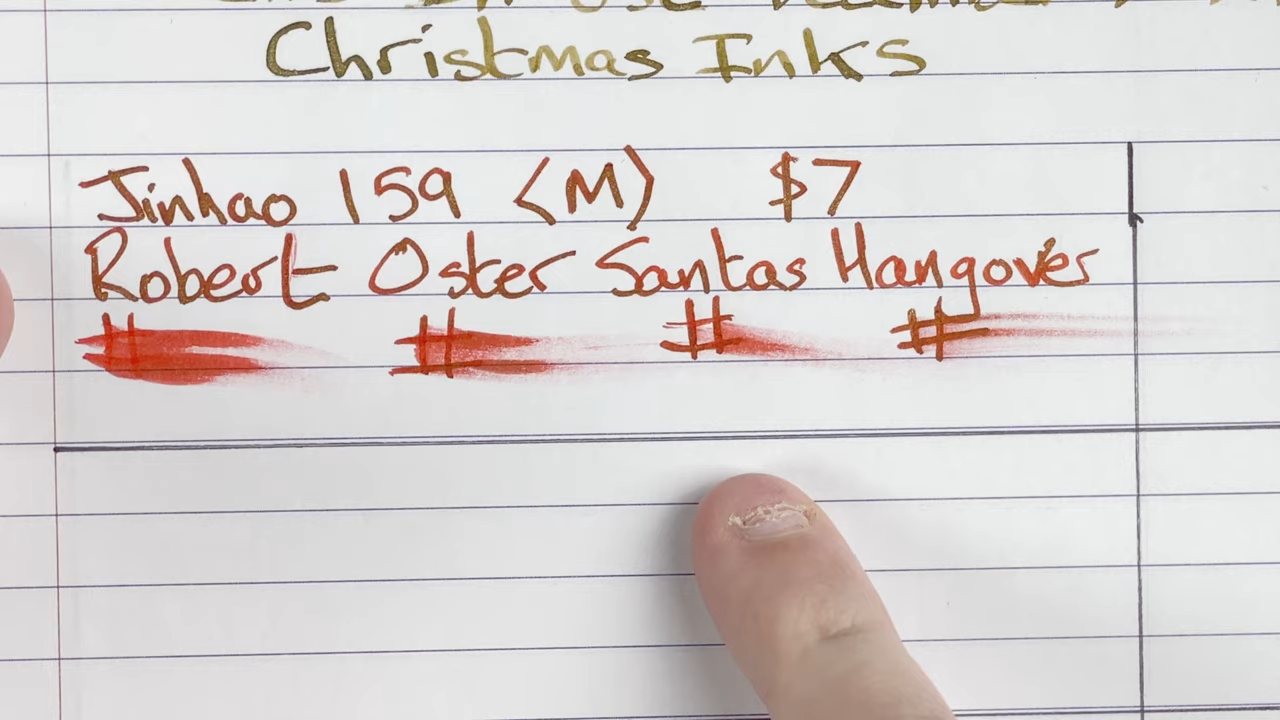 Christmas Inks
Jinhao 159 <M> $7
Robert Oster Santas Hangover
# # # #